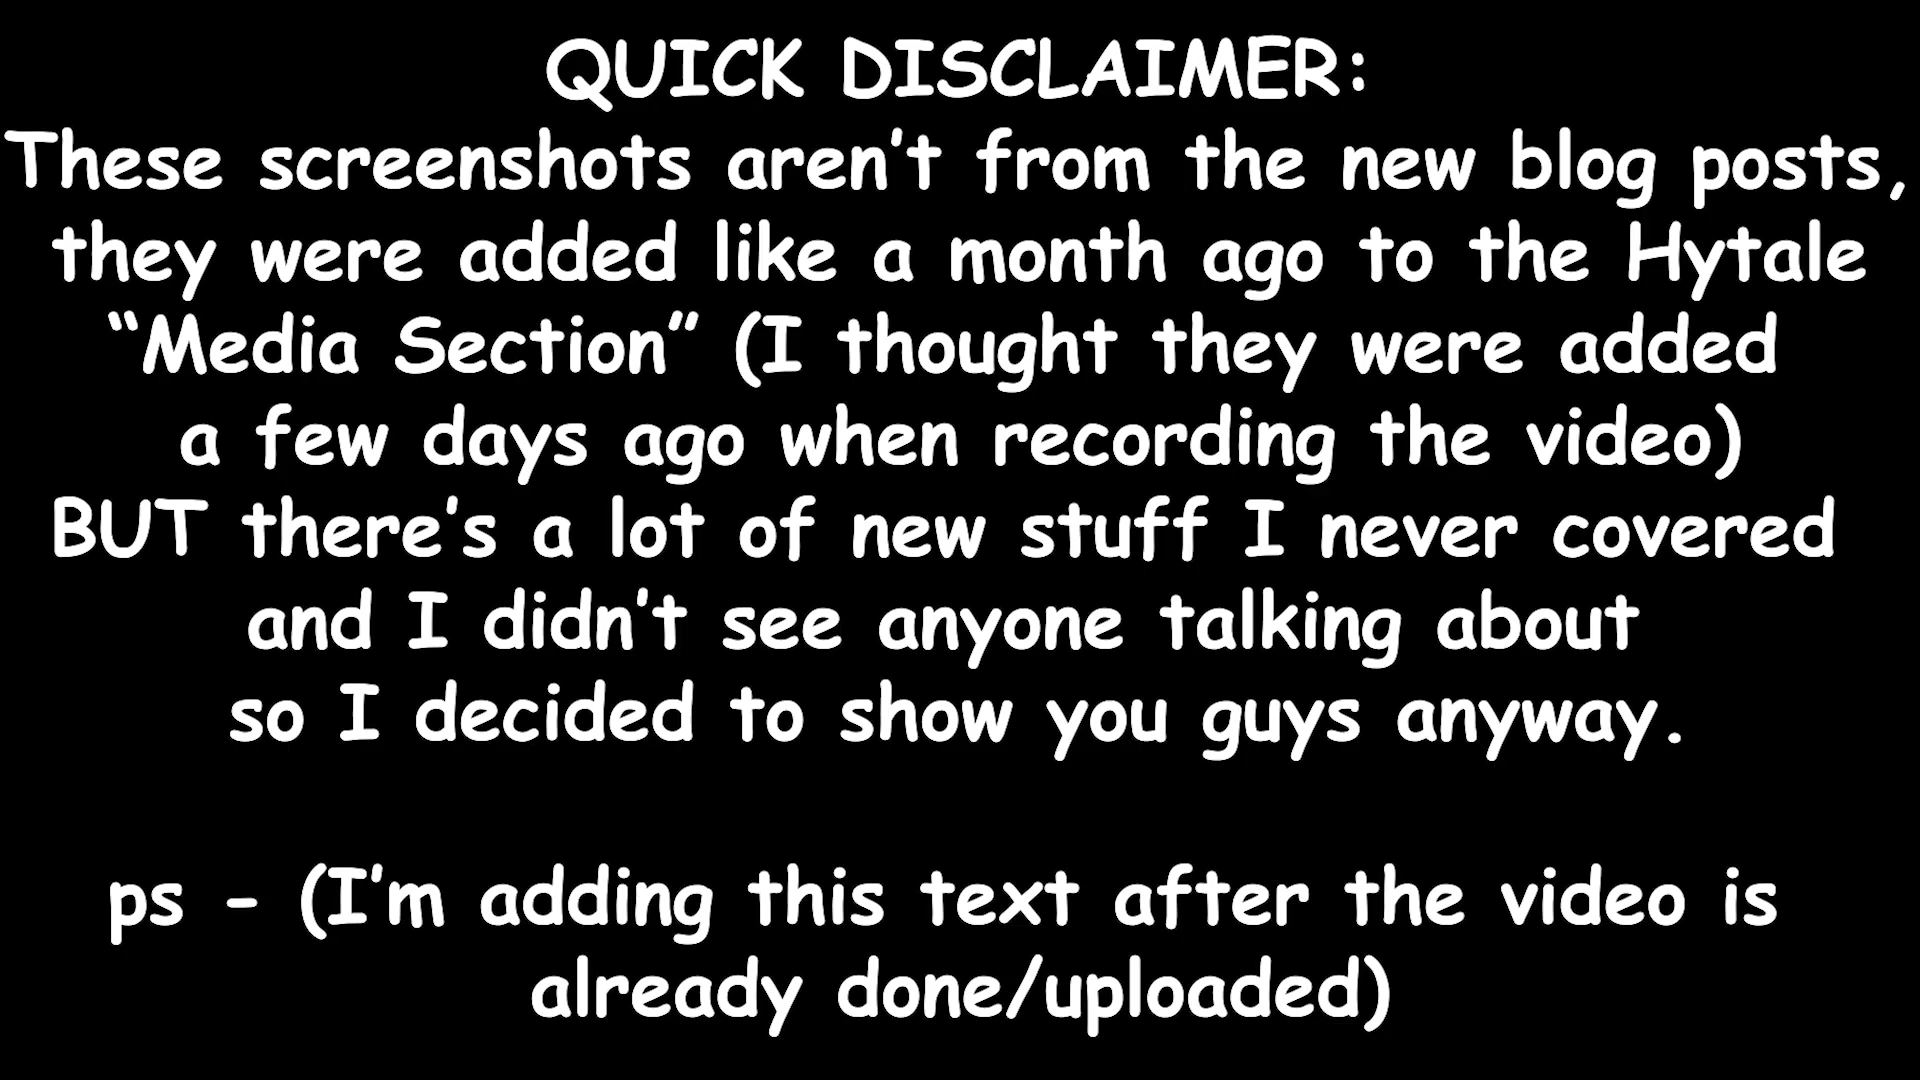 QUICK DISCLAIMER:
These screenshots aren't from the new blog posts,
they were added like a month ago to the Hytale
“Media Section” (I thought they were added
a few days ago when recording the video)
BUT there's a lot of new stuff I never covered
and I didn't see anyone talking about
so I decided to show you guys anyway.
ps - (I'm adding this text after the video is
already done/uploaded)